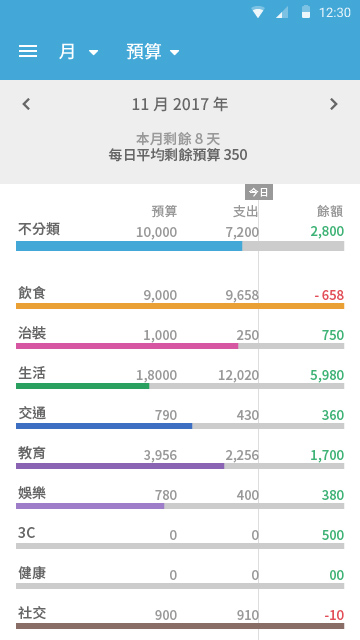 12:30
月 預算
11 月 2017 年
本月剩餘 8 天
每日平均剩餘預算 350
今日
預算 支出 餘額
不分類 10,000 7,200 2,800
飲食 9,000 9,658 - 658
治裝 1,000 250 750
生活 1,8000 12,020 5,980
交通 790 430 360
教育 3,956 2,256 1,700
娛樂 780 400 380
3C 0 0 500
健康 0 0 00
社交 900 910 -10